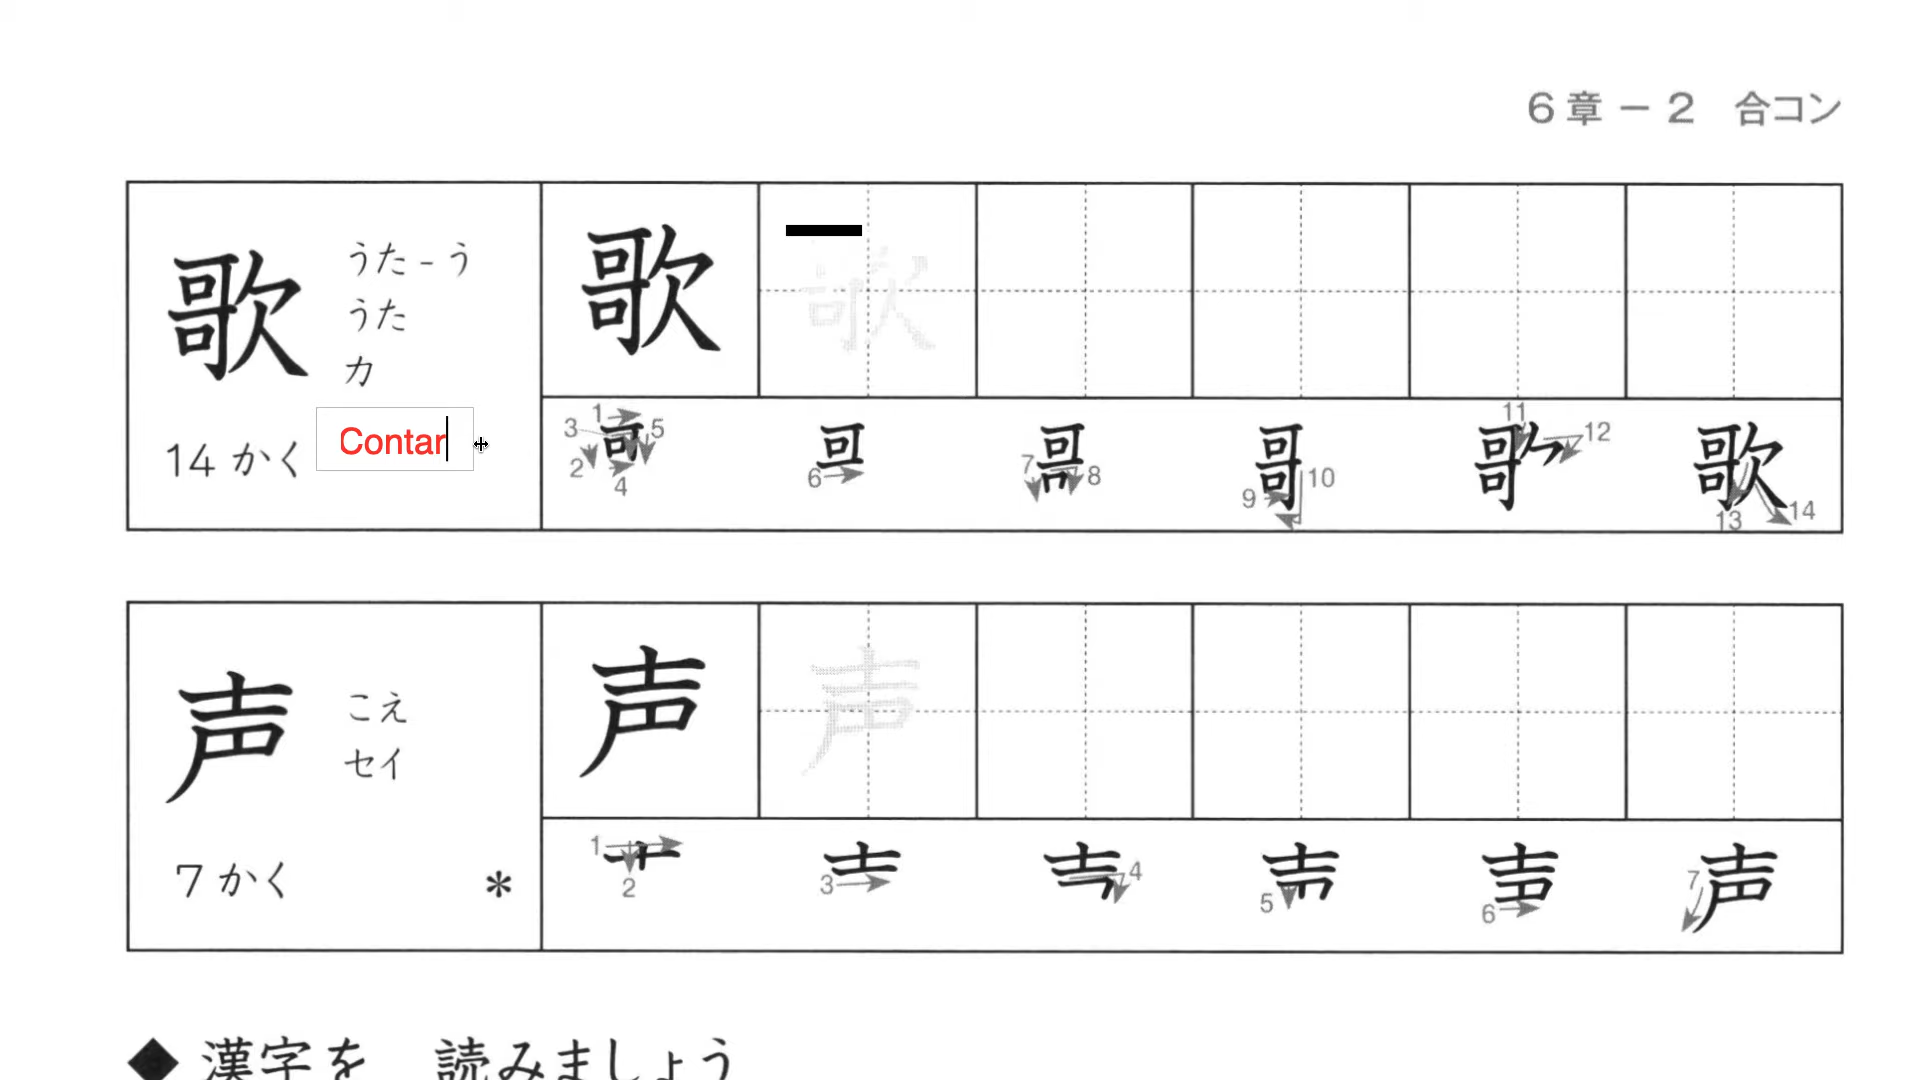 6章－2 合コン
歌
うた-う
うた
カ
14かく
Contar
歌
歌
1 2 3 4 5
6
7 8
9 10
11 12
13 14
声
こえ
セイ
7かく
*
声
声
1 2
3
4
5
6
7
◆漢字を 読みましょう